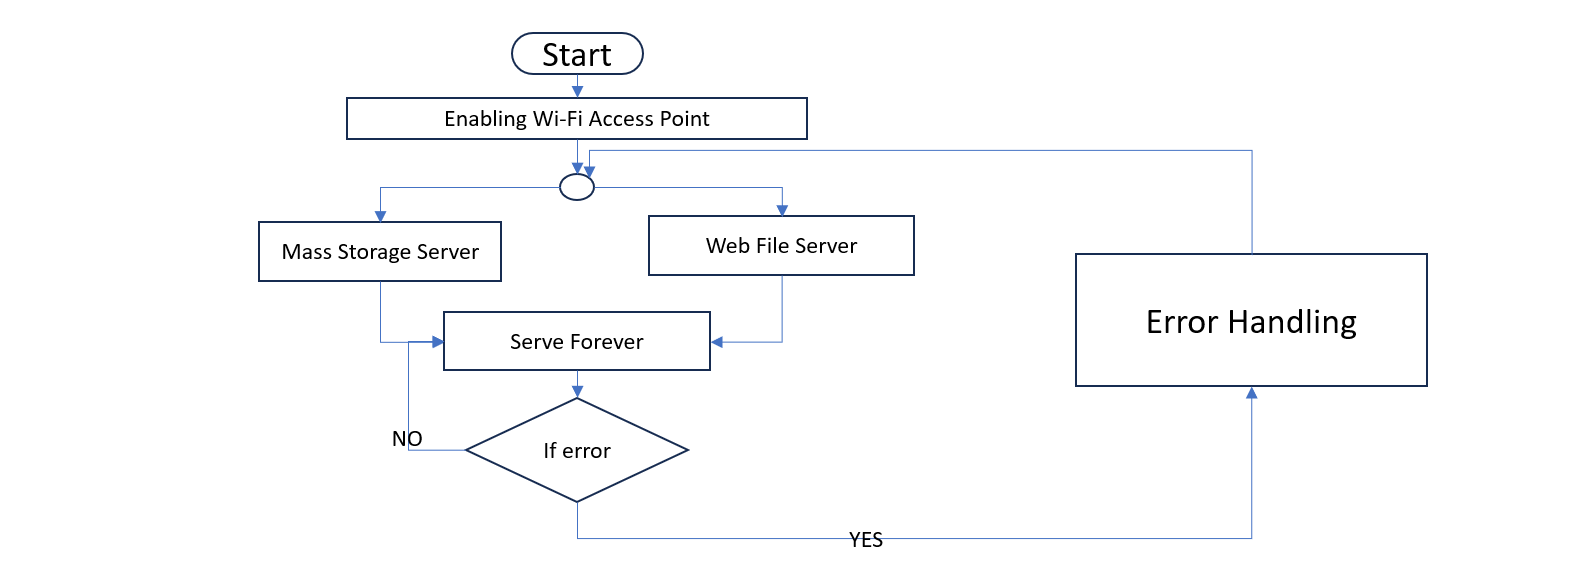 Start
Enabling Wi-Fi Access Point
Mass Storage Server
Web File Server
Error Handling
Serve Forever
NO
If error
YES